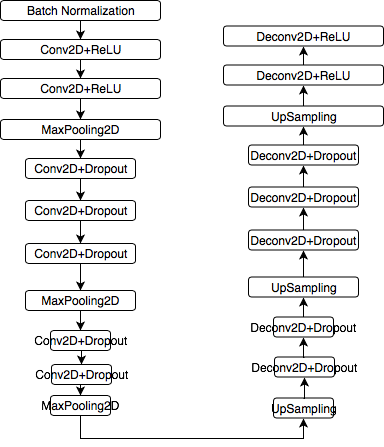 Batch Normalization
Conv2D+ReLU
Conv2D+ReLU
MaxPooling2D
Conv2D+Dropout
Conv2D+Dropout
Conv2D+Dropout
MaxPooling2D
Conv2D+Dropout
Conv2D+Dropout
MaxPooling2D
UpSampling
Deconv2D+Dropout
Deconv2D+Dropout
UpSampling
Deconv2D+Dropout
Deconv2D+Dropout
Deconv2D+Dropout
UpSampling
Deconv2D+ReLU
Deconv2D+ReLU